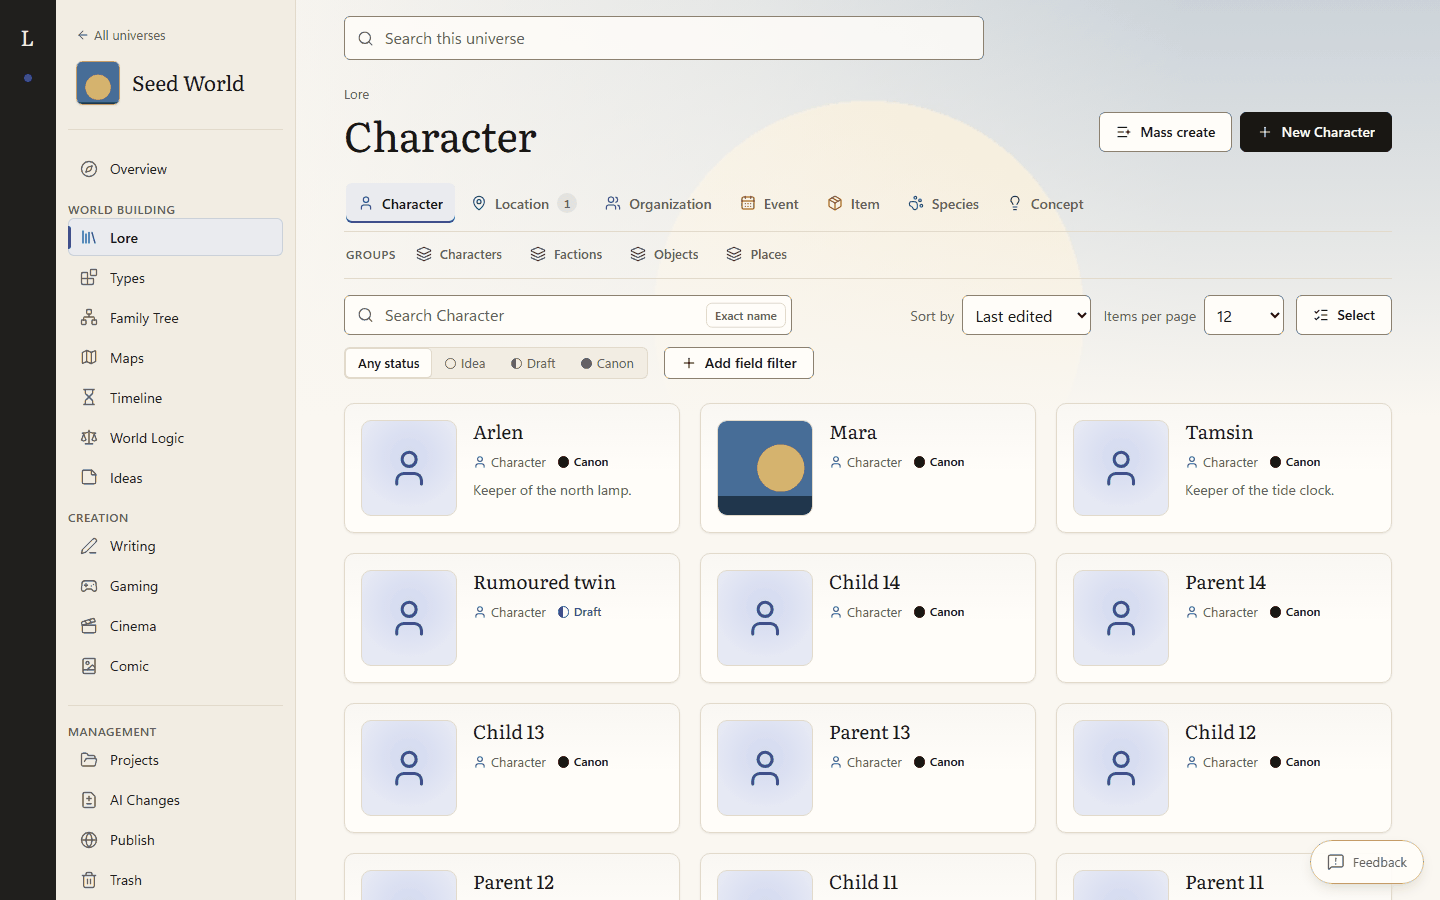 L
All universes
Seed World
Overview
WORLD BUILDING
Lore
Types
Family Tree
Maps
Timeline
World Logic
Ideas
CREATION
Writing
Gaming
Cinema
Comic
MANAGEMENT
Projects
AI Changes
Publish
Trash
Search this universe
Lore
Character
Mass create
New Character
Character Location 1 Organization Event Item Species Concept
GROUPS Characters Factions Objects Places
Search Character Exact name
Sort by Last edited Items per page 12 Select
Any status Idea Draft Canon Add field filter
Arlen
Character Canon
Keeper of the north lamp.
Mara
Character Canon
Tamsin
Character Canon
Keeper of the tide clock.
Rumoured twin
Character Draft
Child 14
Character Canon
Parent 14
Character Canon
Child 13
Character Canon
Parent 13
Character Canon
Child 12
Character Canon
Parent 12
Child 11
Parent 11
Feedback